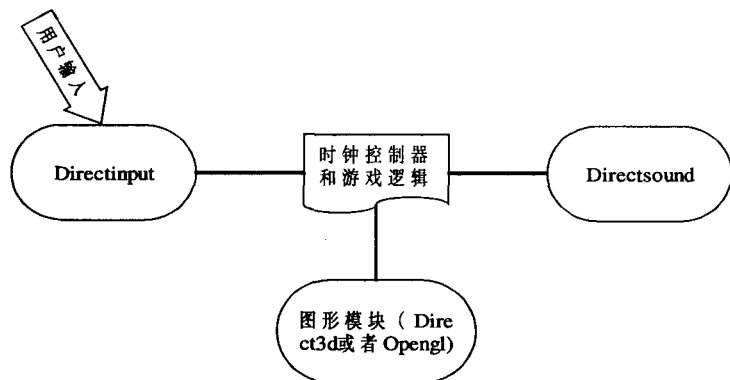 用户输入
Directinput
时钟控制器
和游戏逻辑
Directsound
图形模块（Dire
ct3d或者Opengl)